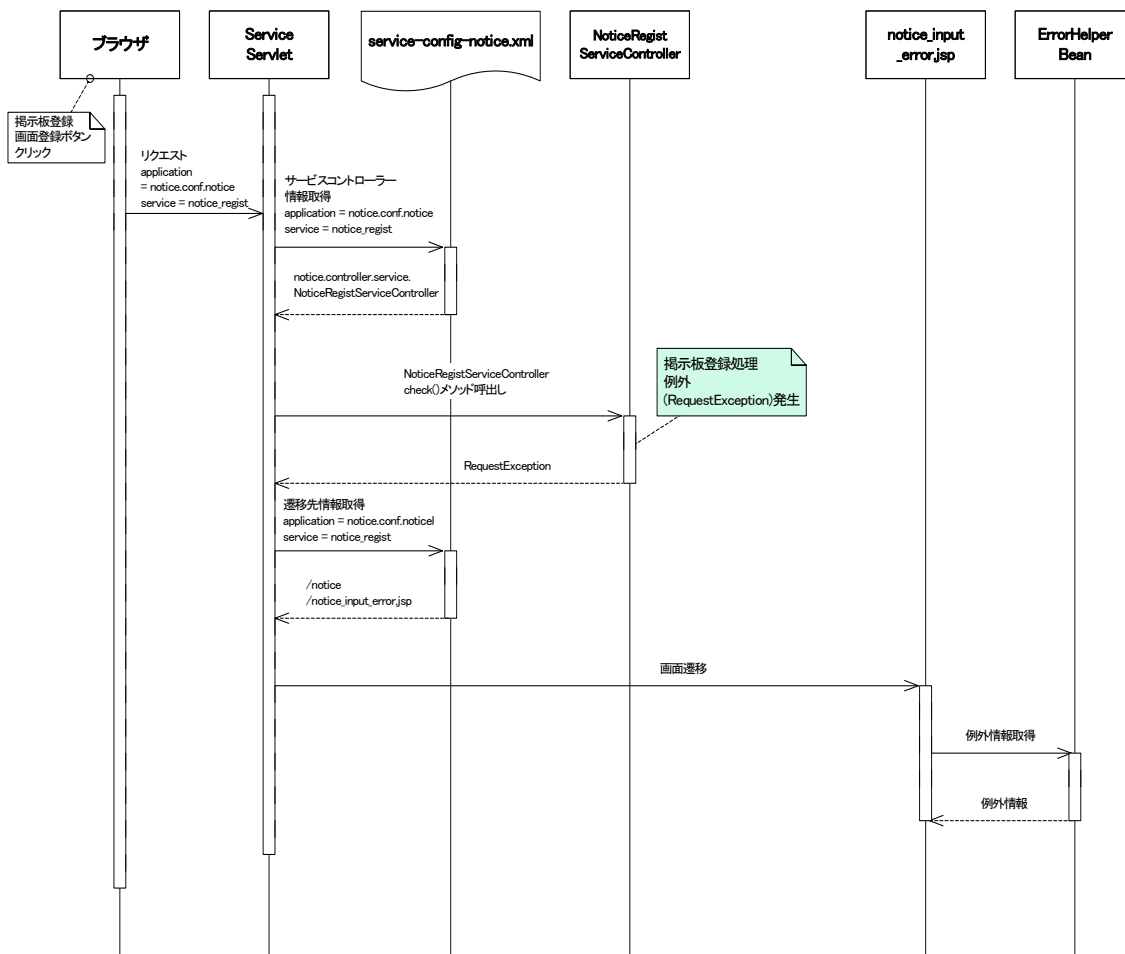 ブラウザ
Service
Servlet
service-config-notice.xml
NoticeRegist
ServiceController
notice_input
_error.jsp
ErrorHelper
Bean
掲示板登録
画面登録ボタン
クリック
リクエスト
application
= notice.conf.notice
service = notice_regist
サービスコントローラー
情報取得
application = notice.conf.notice
service = notice_regist
notice.controller.service.
NoticeRegistServiceController
NoticeRegistServiceController
check()メソッド呼出し
掲示板登録処理
例外
(RequestException)発生
RequestException
遷移先情報取得
application = notice.conf.noticel
service = notice_regist
/notice
/notice_input_error.jsp
画面遷移
例外情報取得
例外情報